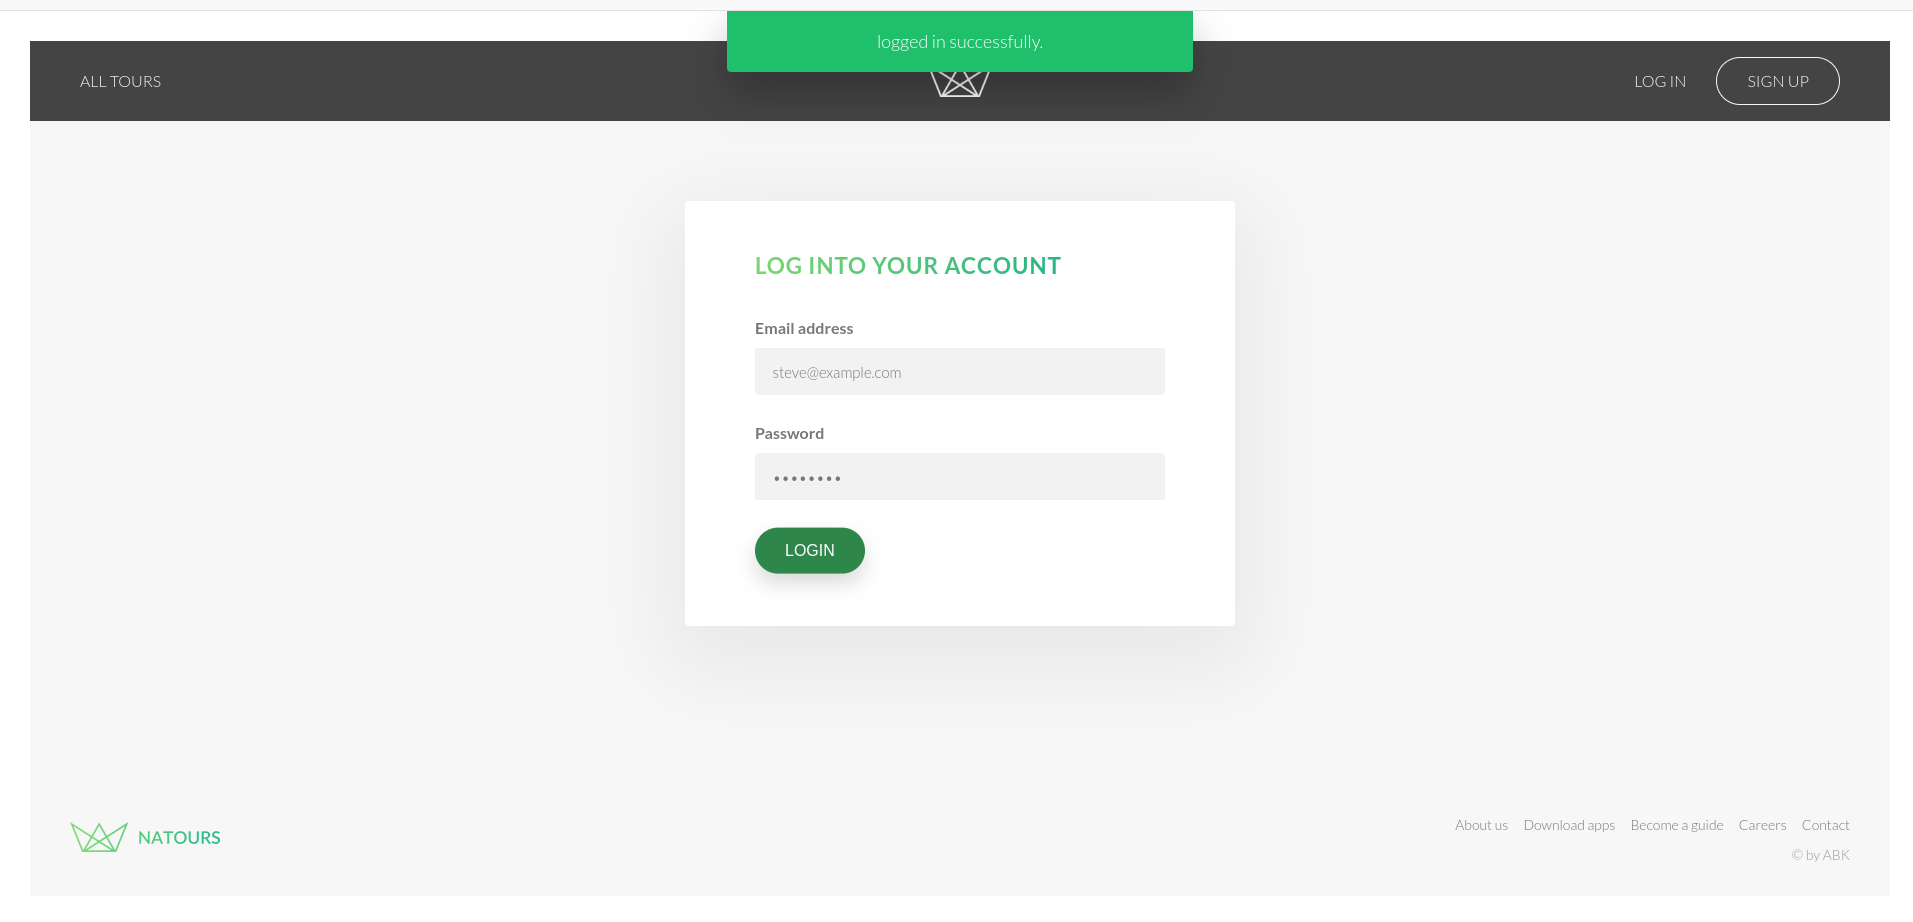 logged in successfully.
ALL TOURS
LOG IN
SIGN UP
LOG INTO YOUR ACCOUNT
Email address
steve@example.com
Password
••••••••
LOGIN
NATOURS
About us Download apps Become a guide Careers Contact
© by ABK